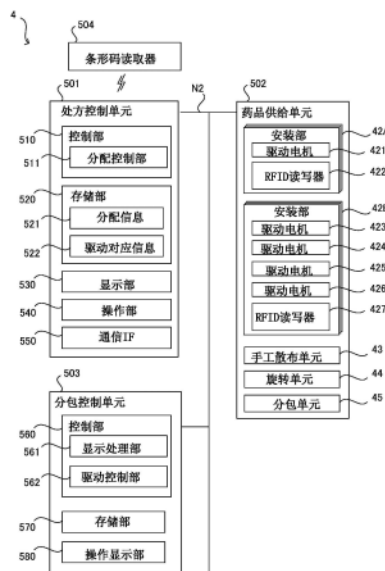 4
504
条形码读取器
501
处方控制单元
510
控制部
511
分配控制部
520
存储部
521
分配信息
522
驱动对应信息
530
显示部
540
操作部
550
通信IF
N2
502
药品供给单元
42A
安装部
421
驱动电机
422
RFID读写器
42B
安装部
423
驱动电机
424
驱动电机
425
驱动电机
426
驱动电机
427
RFID读写器
43
手工散布单元
44
旋转单元
45
分包单元
503
分包控制单元
560
控制部
561
显示处理部
562
驱动控制部
570
存储部
580
操作显示部